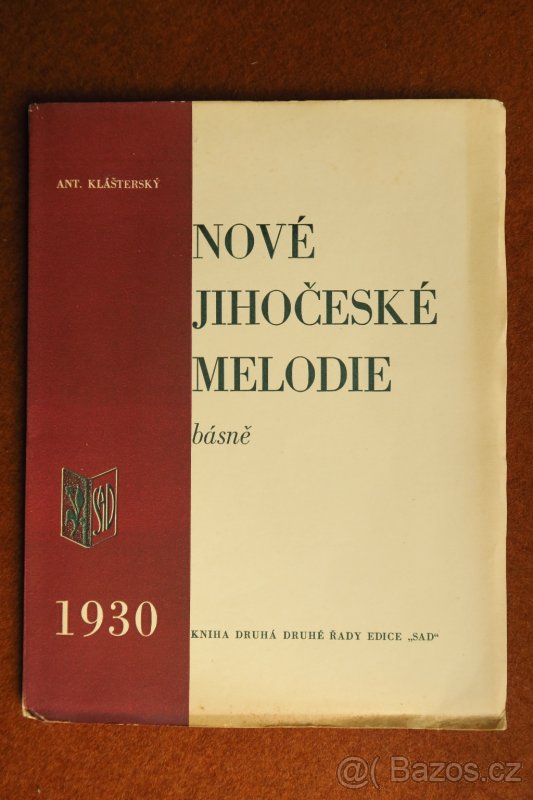 ANT. KLÁŠTERSKÝ
NOVÉ
JIHOČESKÉ
MELODIE
básně
SAD
1930
KNIHA DRUHÁ DRUHÉ ŘADY EDICE „SAD“
@ Bazos.cz